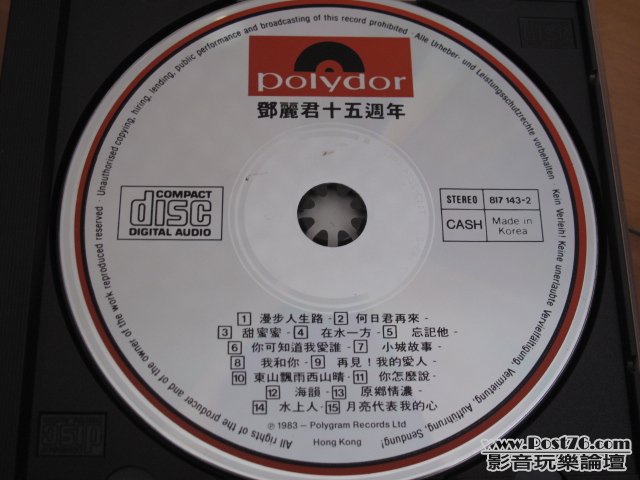 Unauthorised copying, hiring, lending, public performance and broadcasting of this record prohibited · Alle Urheber- und Leistungsschutzrechte vorbehalten · Kein Verleih! Keine unerlaubte Vervielfältigung, Vermietung, Aufführung, Sendung!
All rights of the producer and of the owner of the work reproduced reserved ·
polydor
鄧麗君十五週年
COMPACT
disc
DIGITAL AUDIO
STEREO 817 143-2
CASH Made in Korea
1 漫步人生路 - 2 何日君再來 -
3 甜蜜蜜 - 4 在水一方 - 5 忘記他 -
6 你可知道我愛誰 - 7 小城故事 -
8 我和你 - 9 再見！我的愛人 -
10 東山飄雨西山晴 - 11 你怎麼說 -
12 海韻 - 13 原鄉情濃 -
14 水上人 - 15 月亮代表我的心
℗ 1983 - Polygram Records Ltd
Hong Kong
www.Post76.com
影音玩樂論壇